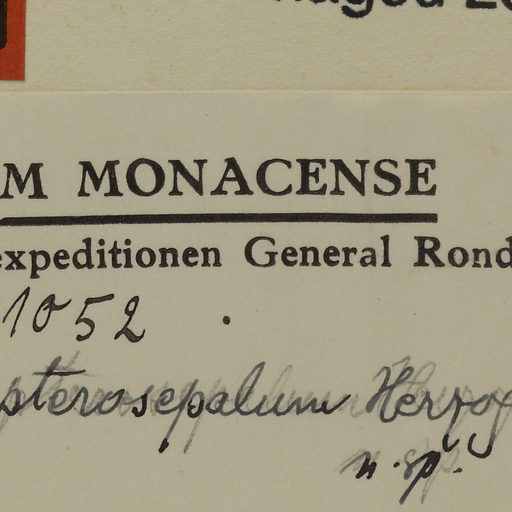 M MONACENSE
expeditionen General Rond
1052 .
pterosepalum Herzog
n. sp.